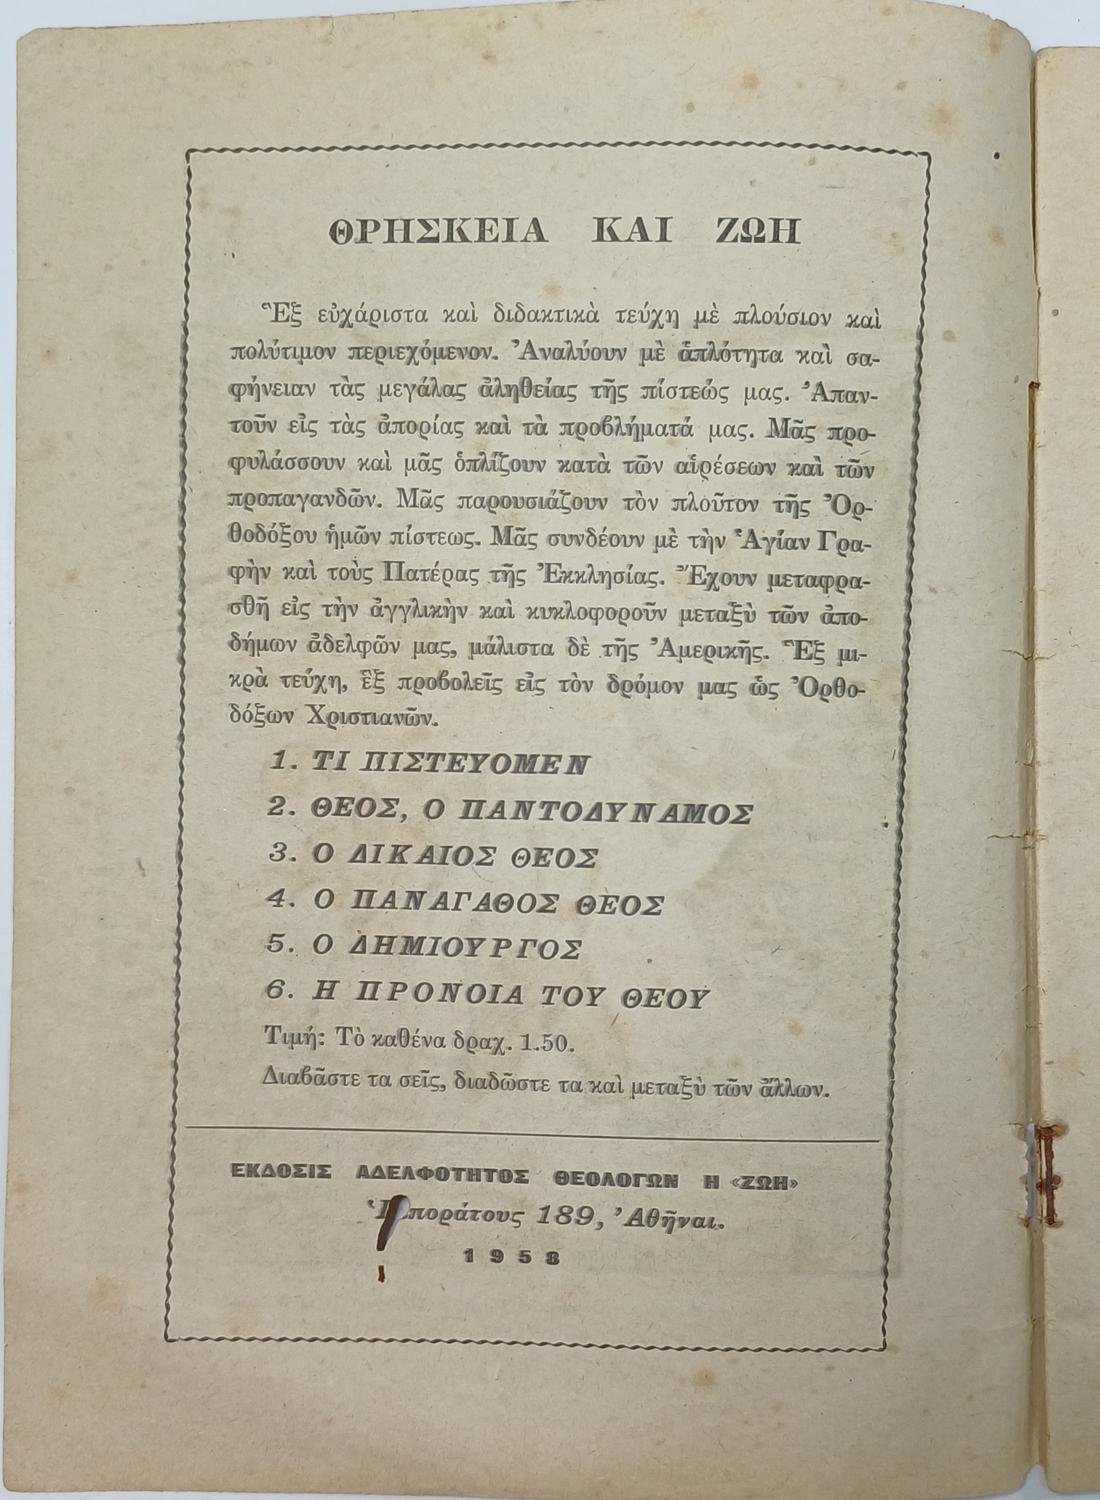 ΘΡΗΣΚΕΙΑ ΚΑΙ ΖΩΗ
Ἓξ εὐχάριστα καὶ διδακτικὰ τεύχη μὲ πλούσιον καὶ
πολύτιμον περιεχόμενον. Ἀναλύουν μὲ ἁπλότητα καὶ σα-
φήνειαν τὰς μεγάλας ἀληθείας τῆς πίστεώς μας. Ἀπαν-
τοῦν εἰς τὰς ἀπορίας καὶ τὰ προβλήματά μας. Μᾶς προ-
φυλάσσουν καὶ μᾶς ὁπλίζουν κατὰ τῶν αἱρέσεων καὶ τῶν
προπαγανδῶν. Μᾶς παρουσιάζουν τὸν πλοῦτον τῆς Ὀρ-
θοδόξου ἡμῶν πίστεως. Μᾶς συνδέουν μὲ τὴν Ἁγίαν Γρα-
φὴν καὶ τοὺς Πατέρας τῆς Ἐκκλησίας. Ἔχουν μεταφρα-
σθῆ εἰς τὴν ἀγγλικὴν καὶ κυκλοφοροῦν μεταξὺ τῶν ἀπο-
δήμων ἀδελφῶν μας, μάλιστα δὲ τῆς Ἀμερικῆς. Ἓξ μι-
κρὰ τεύχη, ἓξ προβολεῖς εἰς τὸν δρόμον μας ὡς Ὀρθο-
δόξων Χριστιανῶν.
1. ΤΙ ΠΙΣΤΕΥΟΜΕΝ
2. ΘΕΟΣ, Ο ΠΑΝΤΟΔΥΝΑΜΟΣ
3. Ο ΔΙΚΑΙΟΣ ΘΕΟΣ
4. Ο ΠΑΝΑΓΑΘΟΣ ΘΕΟΣ
5. Ο ΔΗΜΙΟΥΡΓΟΣ
6. Η ΠΡΟΝΟΙΑ ΤΟΥ ΘΕΟΥ
Τιμή: Τὸ καθένα δραχ. 1.50.
Διαβᾶστε τα σεῖς, διαδῶστε τα καὶ μεταξὺ τῶν ἄλλων.
ΕΚΔΟΣΙΣ ΑΔΕΛΦΟΤΗΤΟΣ ΘΕΟΛΟΓΩΝ Η «ΖΩΗ»
189, Ἀθῆναι.
1958